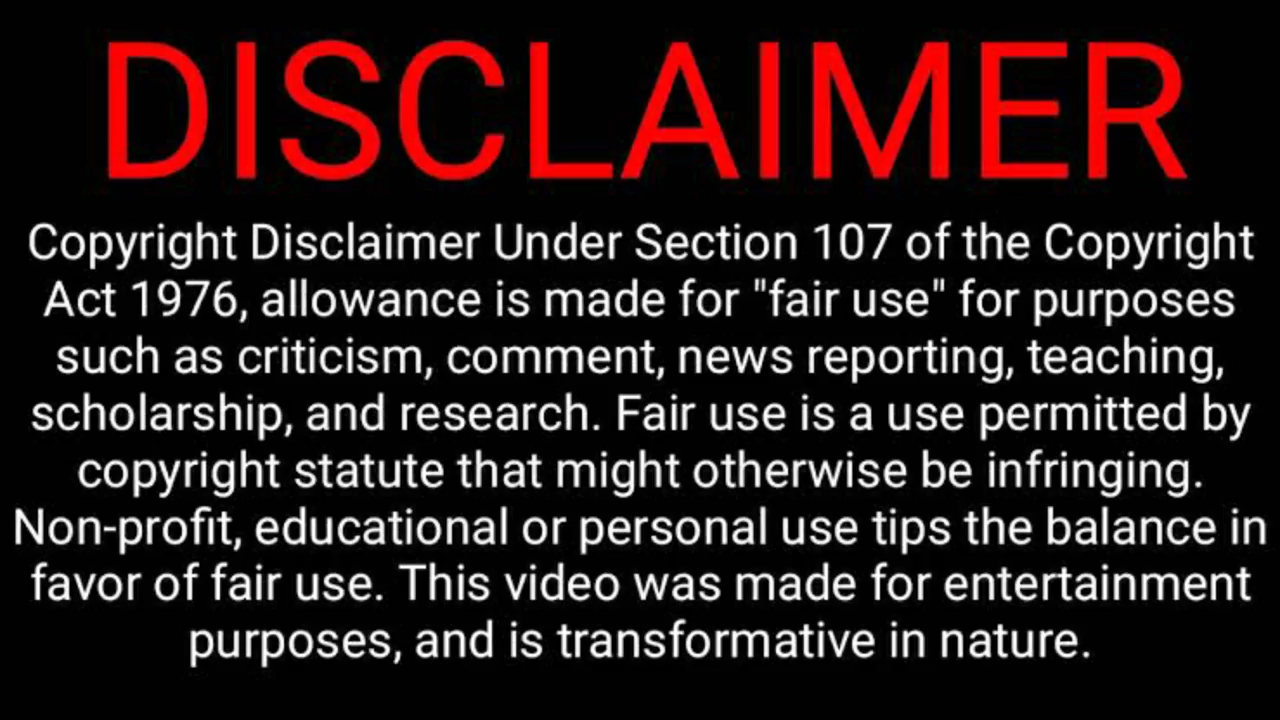 DISCLAIMER
Copyright Disclaimer Under Section 107 of the Copyright
Act 1976, allowance is made for "fair use" for purposes
such as criticism, comment, news reporting, teaching,
scholarship, and research. Fair use is a use permitted by
copyright statute that might otherwise be infringing.
Non-profit, educational or personal use tips the balance in
favor of fair use. This video was made for entertainment
purposes, and is transformative in nature.